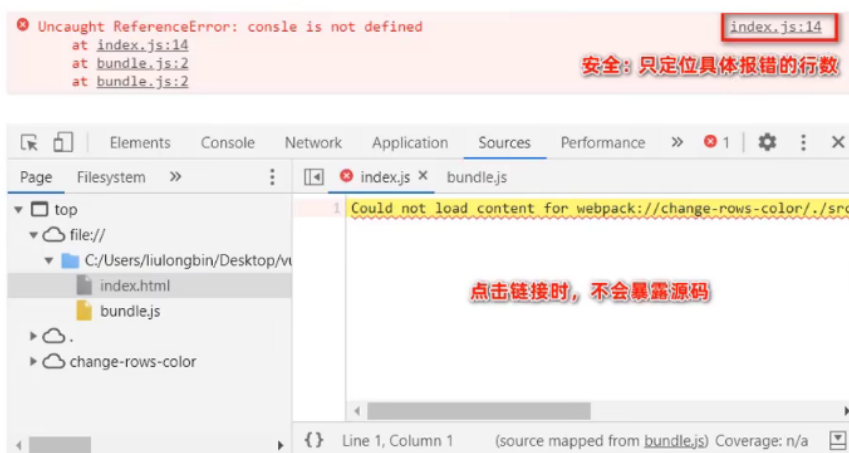 Uncaught ReferenceError: consle is not defined
index.js:14
at index.js:14
at bundle.js:2
at bundle.js:2
安全：只定位具体报错的行数
Elements Console Network Application Sources Performance » 1
Page Filesystem » index.js × bundle.js
top
1 Could not load content for webpack://change-rows-color/./src
file://
C:/Users/liulongbin/Desktop/vu
index.html
点击链接时，不会暴露源码
bundle.js
.
change-rows-color
{} Line 1, Column 1 (source mapped from bundle.js) Coverage: n/a